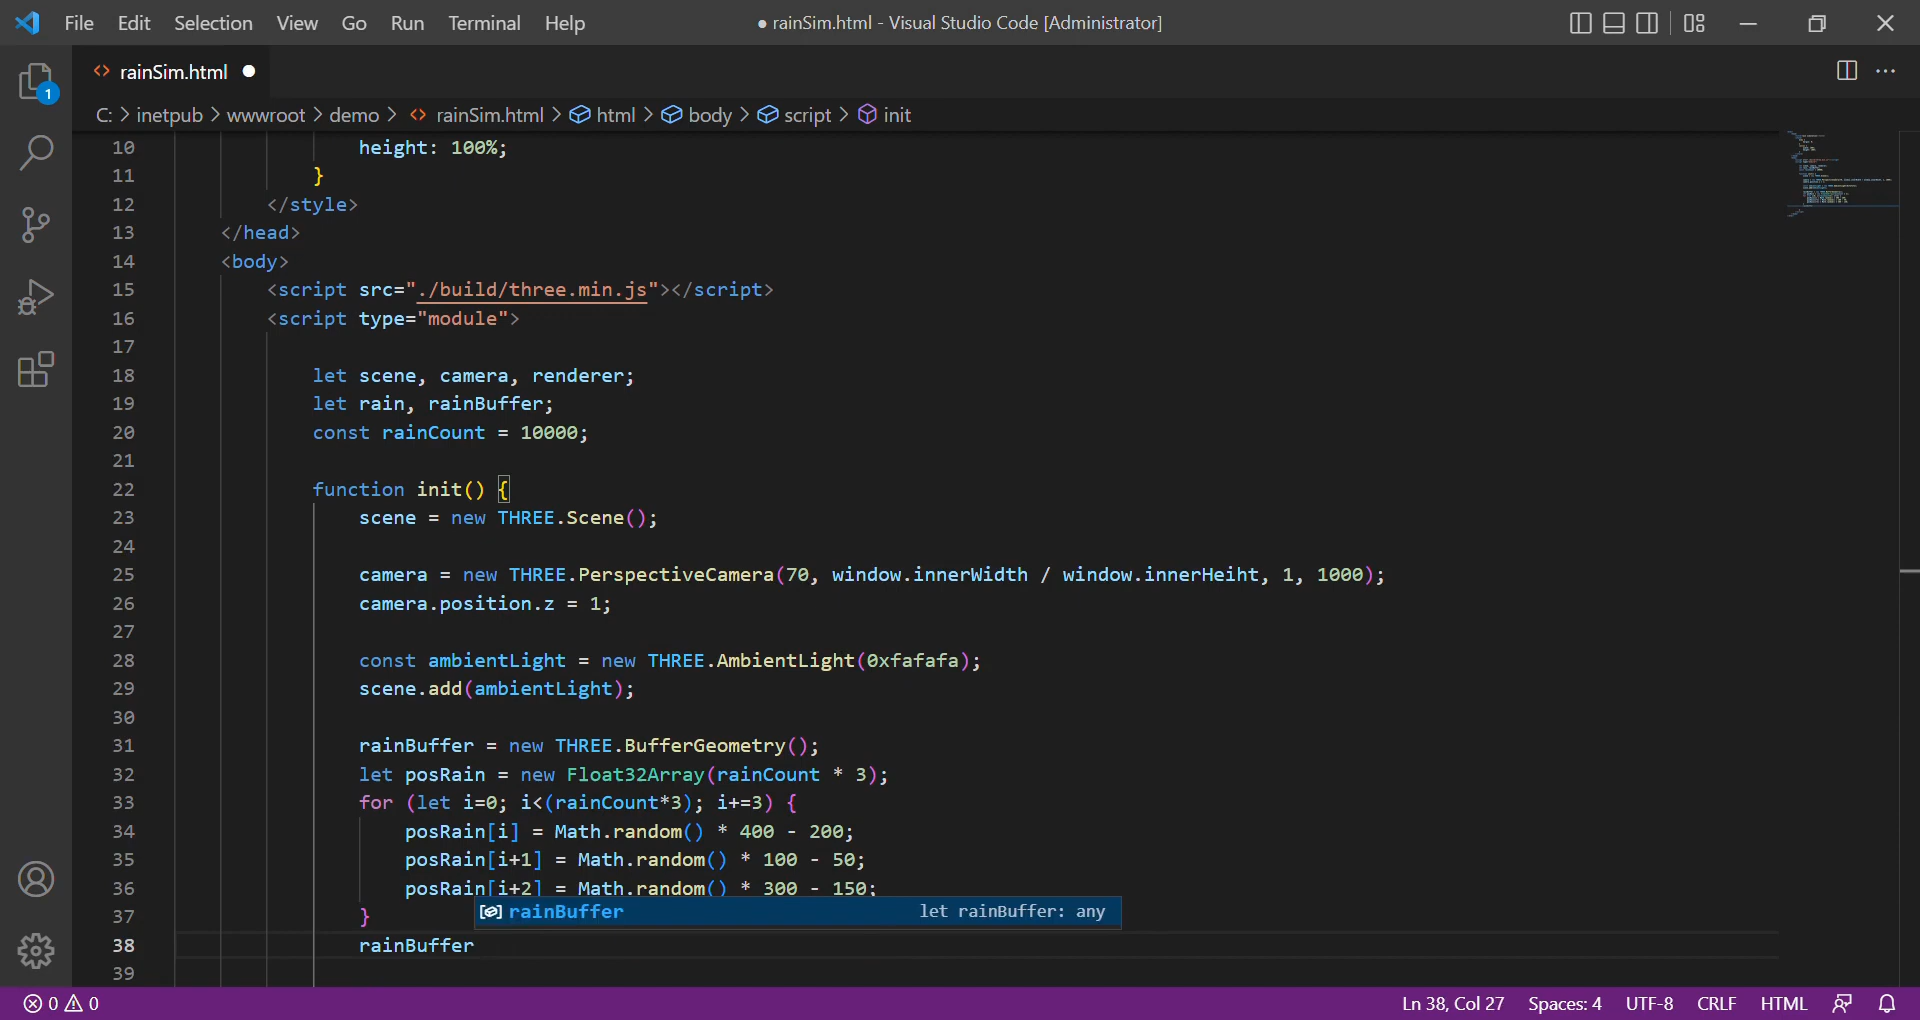 File Edit Selection View Go Run Terminal Help
● rainSim.html - Visual Studio Code [Administrator]
1
<> rainSim.html ●
C: > inetpub > wwwroot > demo > <> rainSim.html > html > body > script > init
10 height: 100%;
11 }
12 </style>
13 </head>
14 <body>
15 <script src="./build/three.min.js"></script>
16 <script type="module">
17
18 let scene, camera, renderer;
19 let rain, rainBuffer;
20 const rainCount = 10000;
21
22 function init() {
23 scene = new THREE.Scene();
24
25 camera = new THREE.PerspectiveCamera(70, window.innerWidth / window.innerHeiht, 1, 1000);
26 camera.position.z = 1;
27
28 const ambientLight = new THREE.AmbientLight(0xfafafa);
29 scene.add(ambientLight);
30
31 rainBuffer = new THREE.BufferGeometry();
32 let posRain = new Float32Array(rainCount * 3);
33 for (let i=0; i<(rainCount*3); i+=3) {
34 posRain[i] = Math.random() * 400 - 200;
35 posRain[i+1] = Math.random() * 100 - 50;
36 posRain[i+2] = Math.random() * 300 - 150;
37 }
rainBuffer let rainBuffer: any
38 rainBuffer
39
0 0
Ln 38, Col 27 Spaces: 4 UTF-8 CRLF HTML